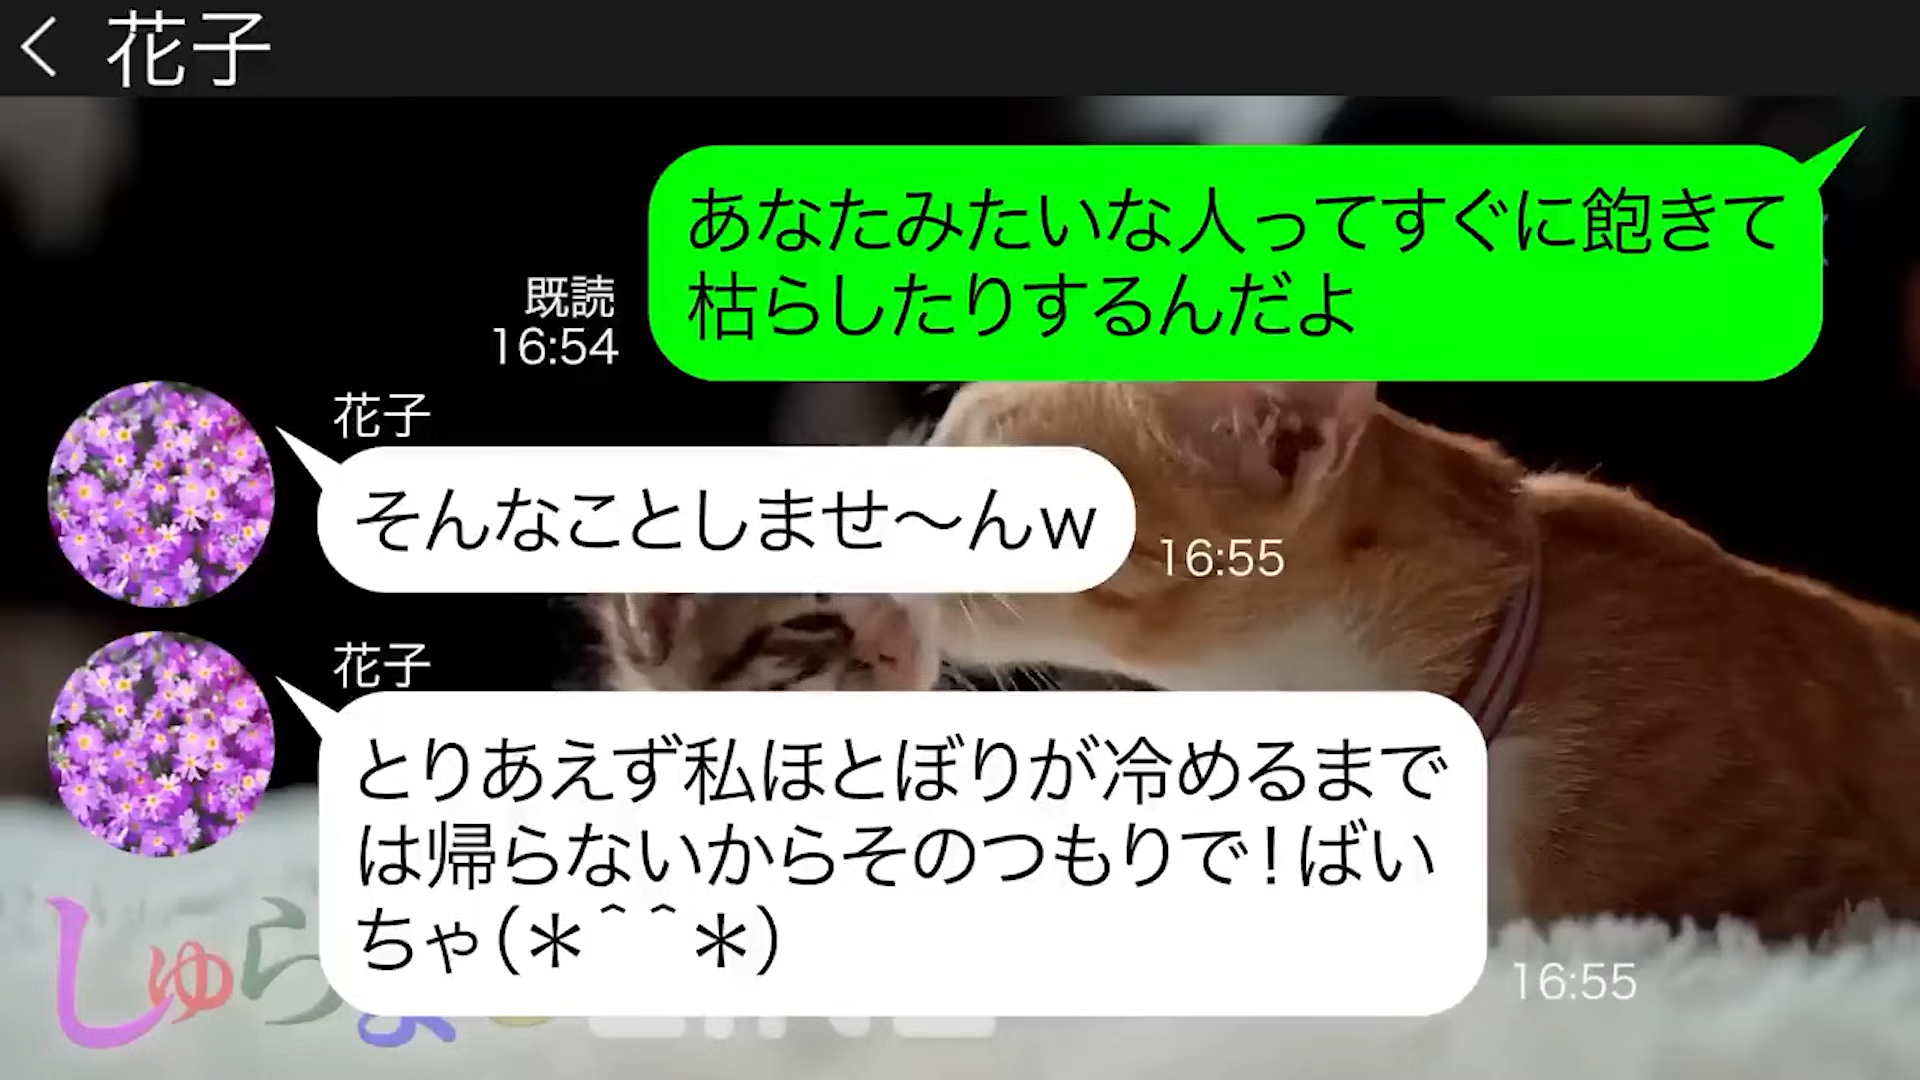 花子
あなたみたいな人ってすぐに飽きて
枯らしたりするんだよ
既読
16:54
花子
そんなことしませ〜んw
16:55
花子
とりあえず私ほとぼりが冷めるまで
は帰らないからそのつもりで！ばい
ちゃ(＊＾＾＊)
16:55
しゅら